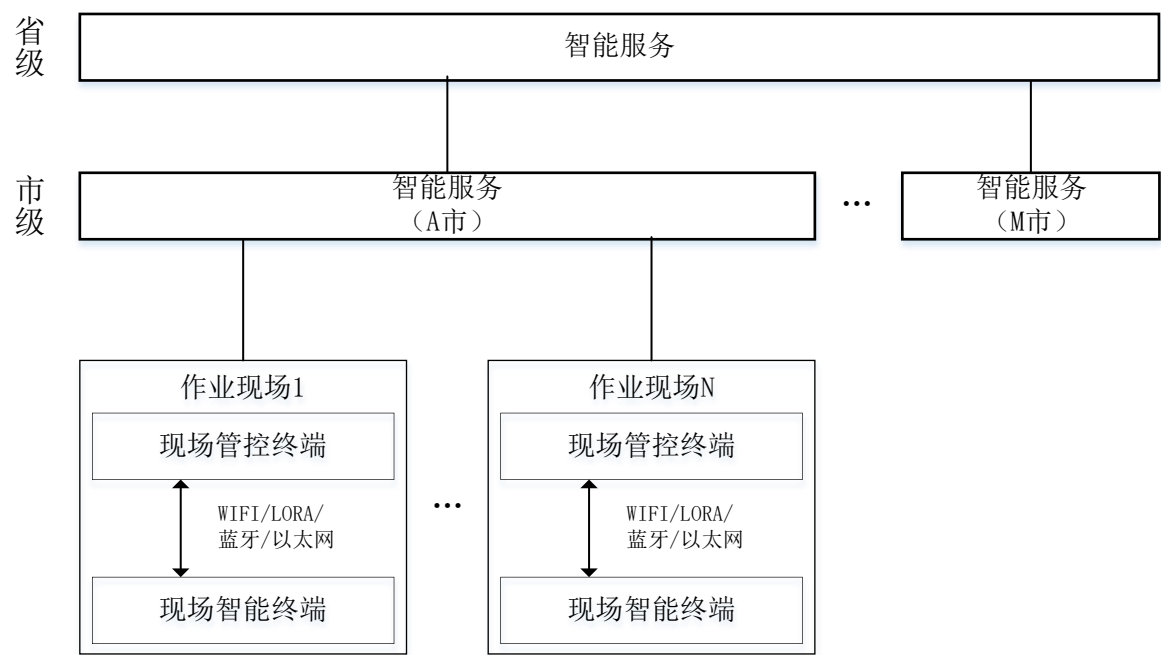 省级
智能服务
市级
智能服务
（A市）
...
智能服务
（M市）
作业现场1
现场管控终端
WIFI/LORA/
蓝牙/以太网
现场智能终端
...
作业现场N
现场管控终端
WIFI/LORA/
蓝牙/以太网
现场智能终端